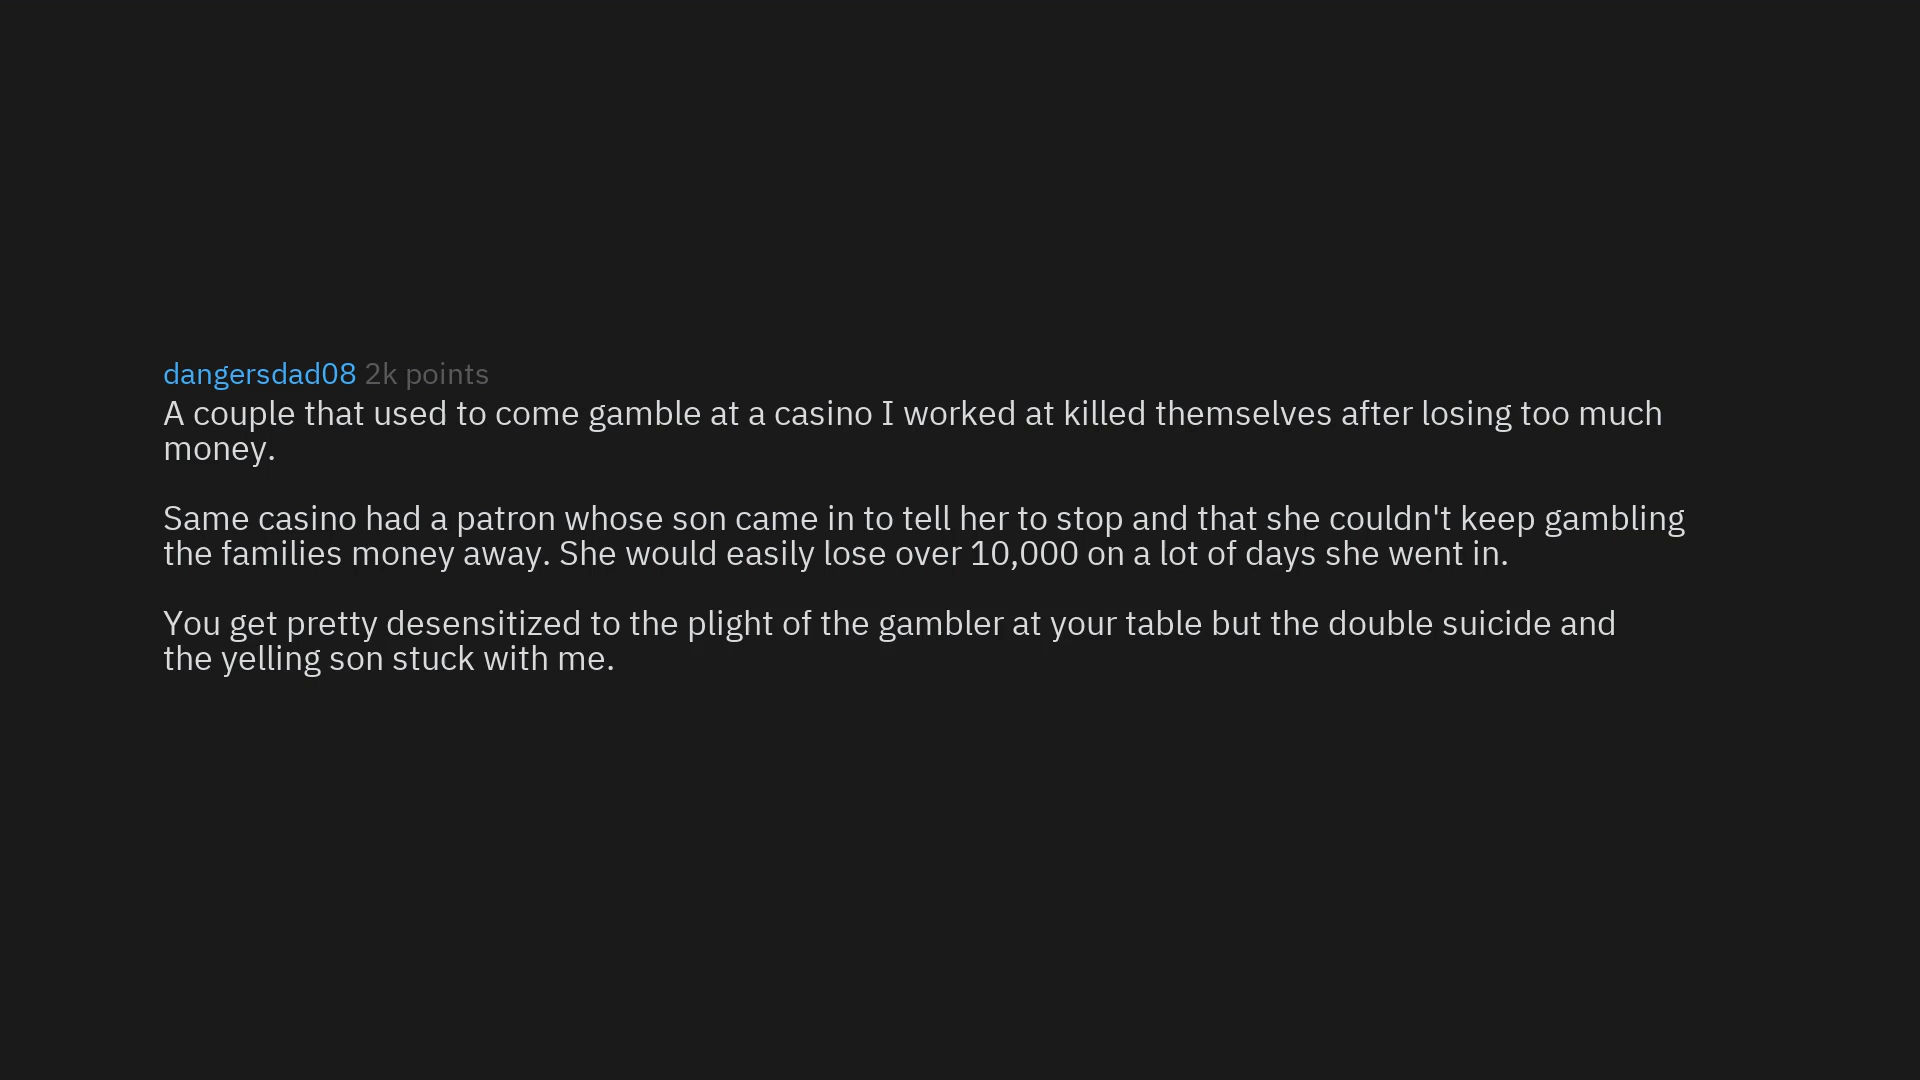 dangersdad08 2k points
A couple that used to come gamble at a casino I worked at killed themselves after losing too much
money.
Same casino had a patron whose son came in to tell her to stop and that she couldn't keep gambling
the families money away. She would easily lose over 10,000 on a lot of days she went in.
You get pretty desensitized to the plight of the gambler at your table but the double suicide and
the yelling son stuck with me.